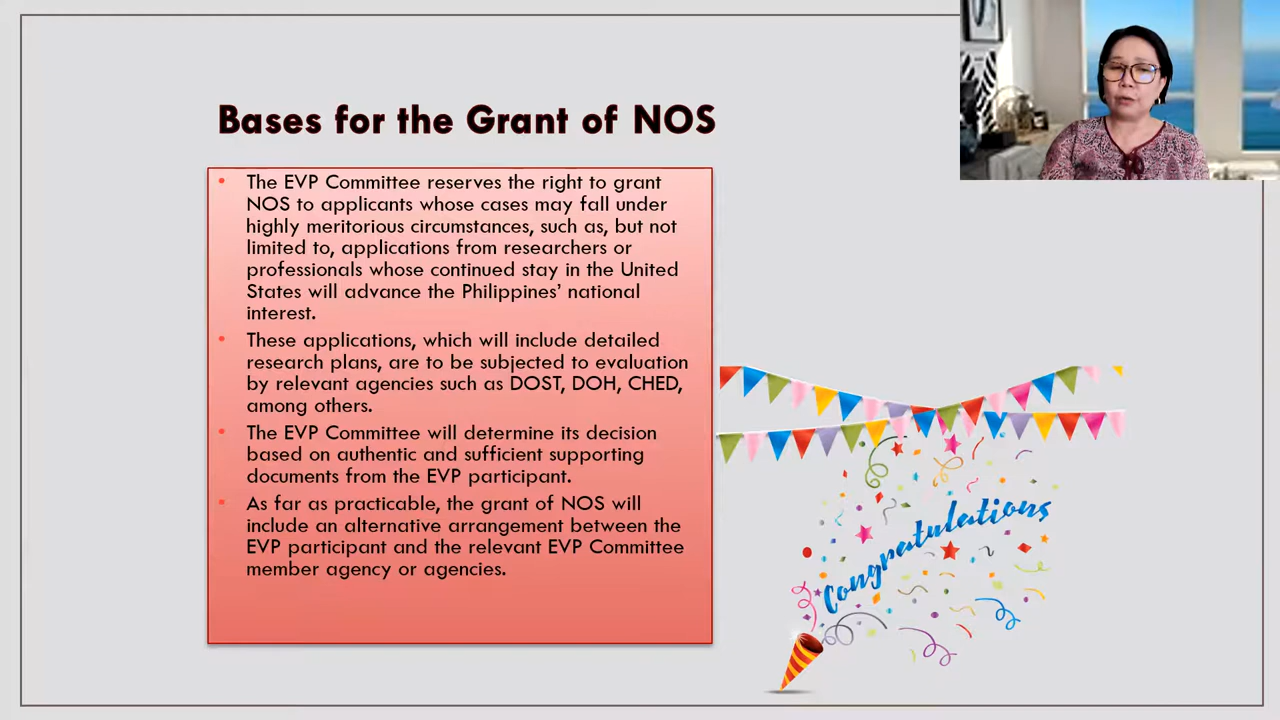 Bases for the Grant of NOS
• The EVP Committee reserves the right to grant
NOS to applicants whose cases may fall under
highly meritorious circumstances, such as, but not
limited to, applications from researchers or
professionals whose continued stay in the United
States will advance the Philippines’ national
interest.
• These applications, which will include detailed
research plans, are to be subjected to evaluation
by relevant agencies such as DOST, DOH, CHED,
among others.
• The EVP Committee will determine its decision
based on authentic and sufficient supporting
documents from the EVP participant.
• As far as practicable, the grant of NOS will
include an alternative arrangement between the
EVP participant and the relevant EVP Committee
member agency or agencies.
Congratulations